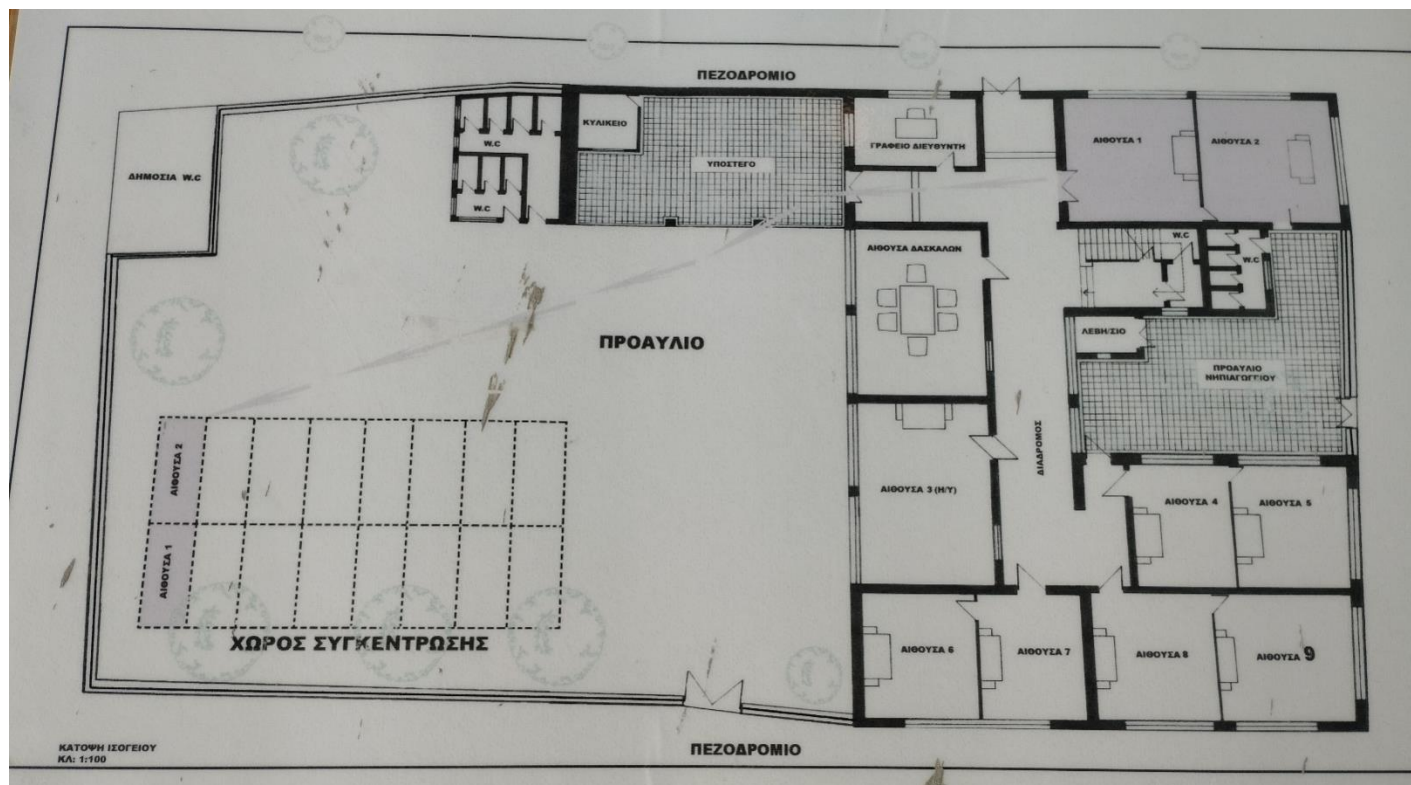 ΠΕΖΟΔΡΟΜΙΟ
ΔΗΜΟΣΙΑ W.C
W.C
W.C
ΚΥΛΙΚΕΙΟ
ΥΠΟΣΤΕΓΟ
ΓΡΑΦΕΙΟ ΔΙΕΥΘΥΝΤΗ
ΑΙΘΟΥΣΑ 1
ΑΙΘΟΥΣΑ 2
ΑΙΘΟΥΣΑ ΔΑΣΚΑΛΩΝ
W.C
W.C
ΠΡΟΑΥΛΙΟ
ΛΕΒΗ/ΣΙΟ
ΠΡΟΑΥΛΙΟ
ΝΗΠΙΑΓΩΓΕΙΟΥ
ΔΙΑΔΡΟΜΟΣ
ΑΙΘΟΥΣΑ 2
ΑΙΘΟΥΣΑ 1
ΑΙΘΟΥΣΑ 3 (Η/Υ)
ΑΙΘΟΥΣΑ 4
ΑΙΘΟΥΣΑ 5
ΧΩΡΟΣ ΣΥΓΚΕΝΤΡΩΣΗΣ
ΑΙΘΟΥΣΑ 6
ΑΙΘΟΥΣΑ 7
ΑΙΘΟΥΣΑ 8
ΑΙΘΟΥΣΑ 9
ΚΑΤΟΨΗ ΙΣΟΓΕΙΟΥ
ΚΛ: 1:100
ΠΕΖΟΔΡΟΜΙΟ